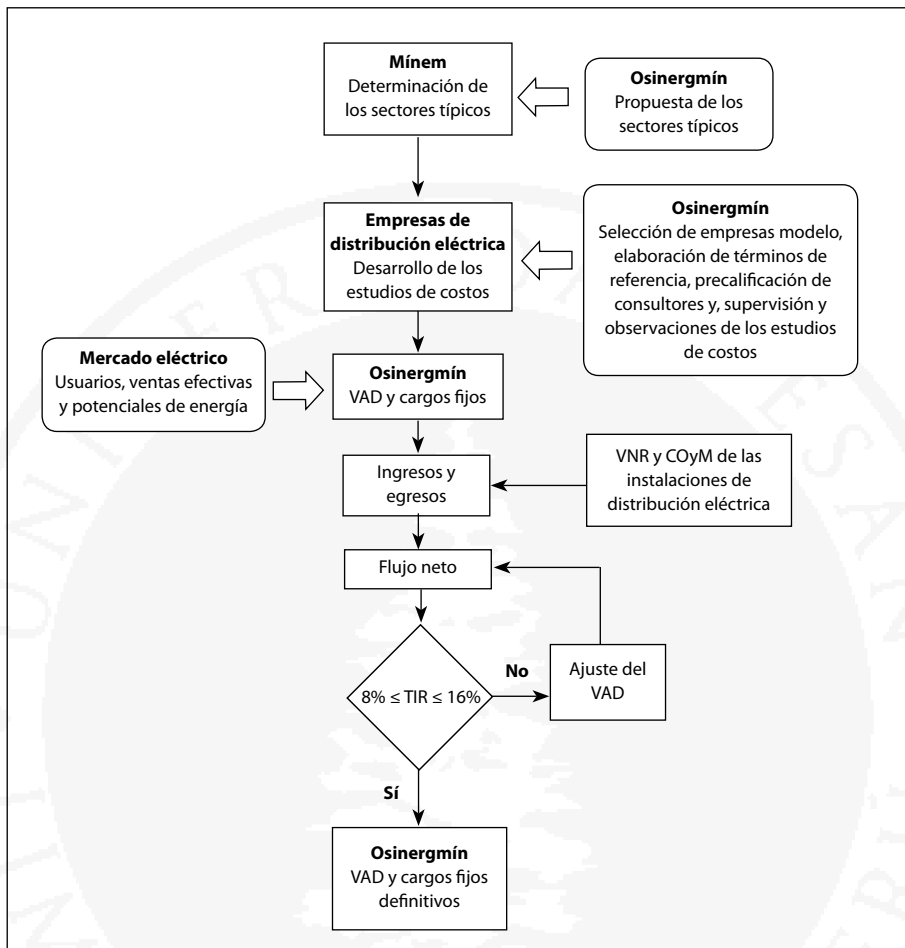 Mínem
Determinación de
los sectores típicos
Osinergmín
Propuesta de los
sectores típicos
Empresas de
distribución eléctrica
Desarrollo de los
estudios de costos
Osinergmín
Selección de empresas modelo,
elaboración de términos de
referencia, precalificación de
consultores y, supervisión y
observaciones de los estudios
de costos
Mercado eléctrico
Usuarios, ventas efectivas
y potenciales de energía
Osinergmín
VAD y cargos fijos
Ingresos y
egresos
VNR y COyM de las
instalaciones de
distribución eléctrica
Flujo neto
8% ≤ TIR ≤ 16%
No
Ajuste del
VAD
Sí
Osinergmín
VAD y cargos fijos
definitivos